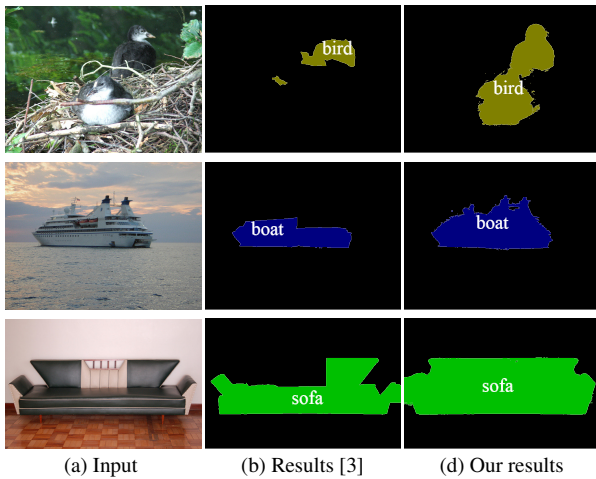 bird
bird
boat
boat
sofa
sofa
(a) Input
(b) Results [3]
(d) Our results